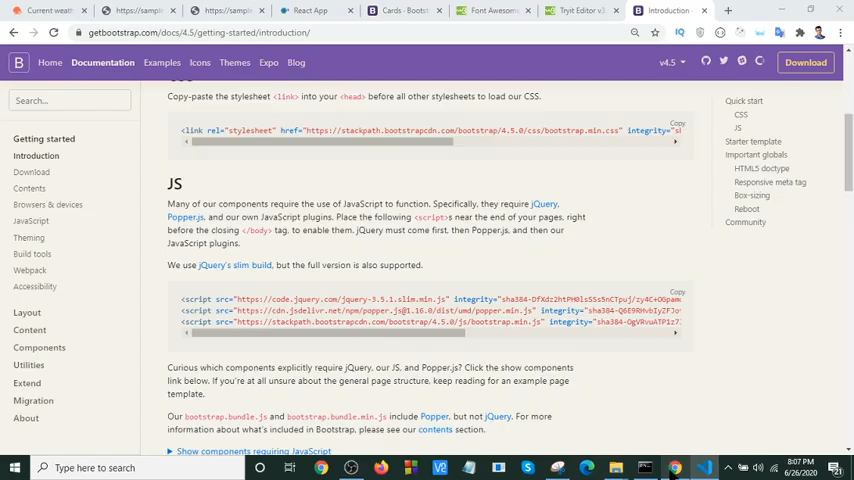 Current weath
https://sample
https://sample
React App
Cards - Bootst
Font Awesom
Tryit Editor v3
Introduction ·
getbootstrap.com/docs/4.5/getting-started/introduction/
B Home Documentation Examples Icons Themes Expo Blog v4.5 Download
Search...
Getting started
Introduction
Download
Contents
Browsers & devices
JavaScript
Theming
Build tools
Webpack
Accessibility
Layout
Content
Components
Utilities
Extend
Migration
About
Copy-paste the stylesheet <link> into your <head> before all other stylesheets to load our CSS.
Copy
<link rel="stylesheet" href="https://stackpath.bootstrapcdn.com/bootstrap/4.5.0/css/bootstrap.min.css" integrity="s
JS
Many of our components require the use of JavaScript to function. Specifically, they require jQuery,
Popper.js, and our own JavaScript plugins. Place the following <script>s near the end of your pages, right
before the closing </body> tag, to enable them. jQuery must come first, then Popper.js, and then our
JavaScript plugins.
We use jQuery's slim build, but the full version is also supported.
Copy
<script src="https://code.jquery.com/jquery-3.5.1.slim.min.js" integrity="sha384-DfXdz2htPH0lsSSs5nCTpuj/zy4C+OGpam
<script src="https://cdn.jsdelivr.net/npm/popper.js@1.16.0/dist/umd/popper.min.js" integrity="sha384-Q6E9RHvbIyZFJo
<script src="https://stackpath.bootstrapcdn.com/bootstrap/4.5.0/js/bootstrap.min.js" integrity="sha384-OgVRvuATP1z7
Curious which components explicitly require jQuery, our JS, and Popper.js? Click the show components
link below. If you're at all unsure about the general page structure, keep reading for an example page
template.
Our bootstrap.bundle.js and bootstrap.bundle.min.js include Popper, but not jQuery. For more
information about what's included in Bootstrap, please see our contents section.
Show components requiring JavaScript
Quick start
CSS
JS
Starter template
Important globals
HTML5 doctype
Responsive meta tag
Box-sizing
Reboot
Community
Type here to search
8:07 PM
6/26/2020
21